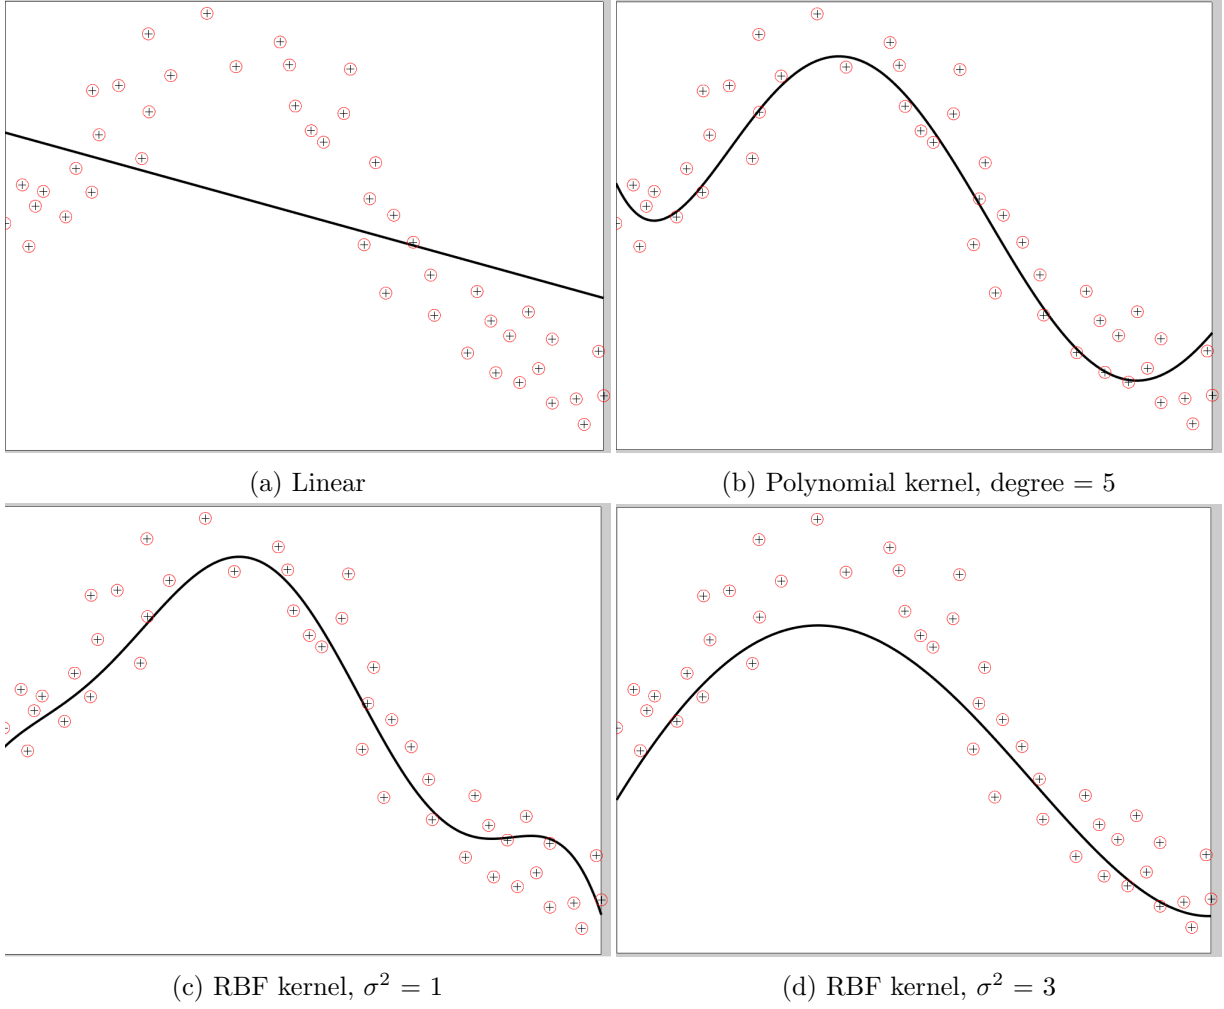 (a) Linear
(b) Polynomial kernel, degree = 5
(c) RBF kernel, σ² = 1
(d) RBF kernel, σ² = 3